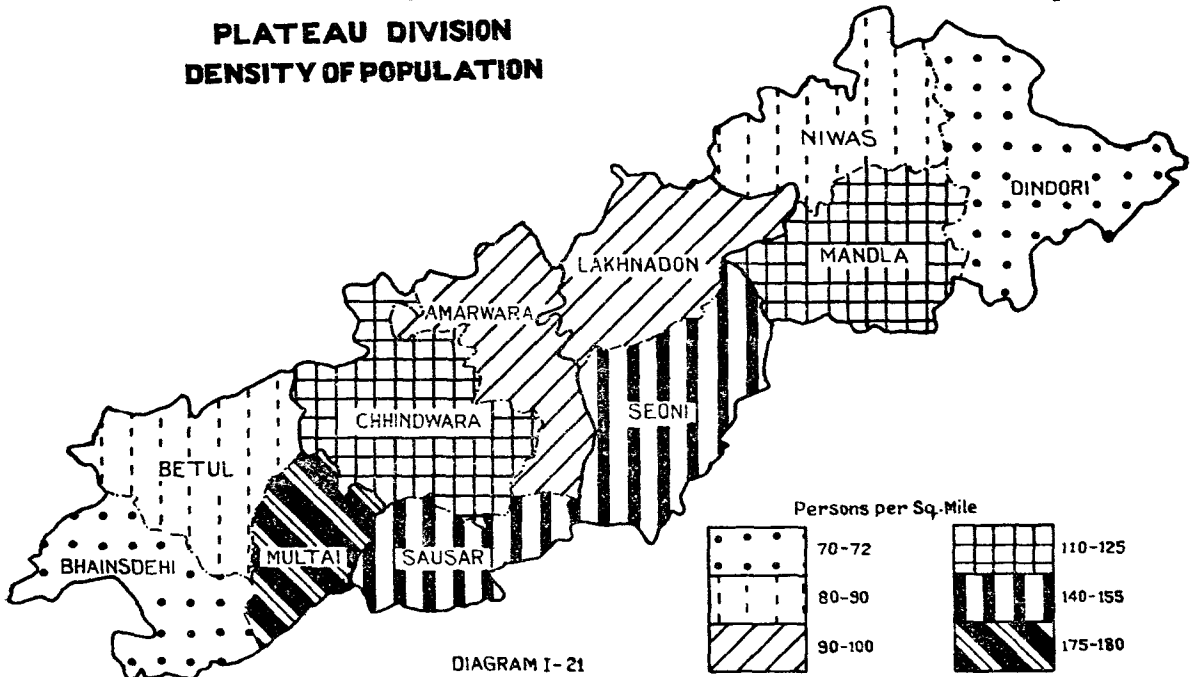 PLATEAU DIVISION
DENSITY OF POPULATION
NIWAS
DINDORI
MANDLA
LAKHNADON
AMARWARA
SEONI
CHHINDWARA
BETUL
BHAINSDEHI
MULTAI
SAUSAR
Persons per Sq. Mile
70-72
80-90
90-100
110-125
140-155
175-180
DIAGRAM I-21